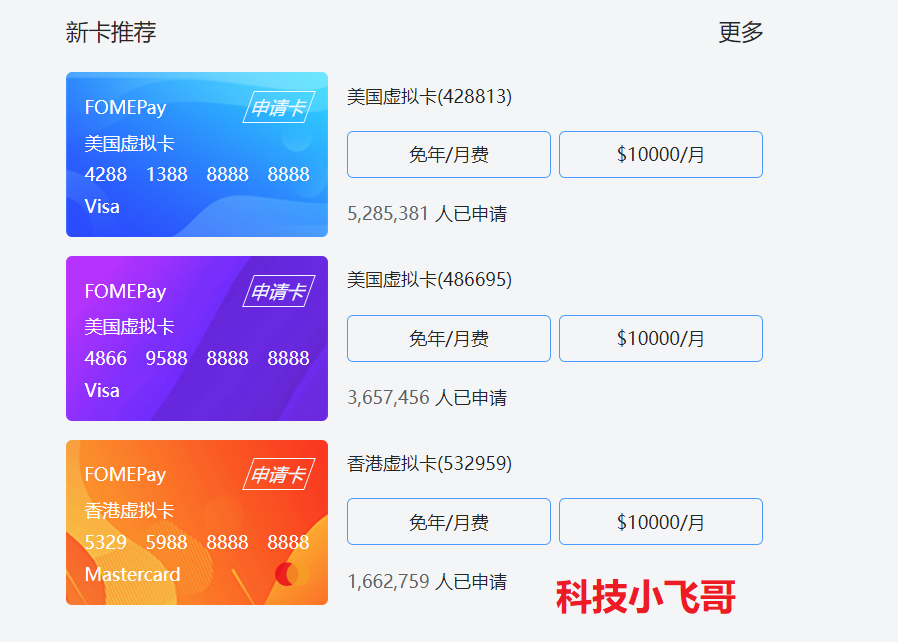 新卡推荐 更多
FOMEPay 申请卡
美国虚拟卡
4288 1388 8888 8888
Visa
美国虚拟卡(428813)
免年/月费 $10000/月
5,285,381 人已申请
FOMEPay 申请卡
美国虚拟卡
4866 9588 8888 8888
Visa
美国虚拟卡(486695)
免年/月费 $10000/月
3,657,456 人已申请
FOMEPay 申请卡
香港虚拟卡
5329 5988 8888 8888
Mastercard
香港虚拟卡(532959)
免年/月费 $10000/月
1,662,759 人已申请
科技小飞哥